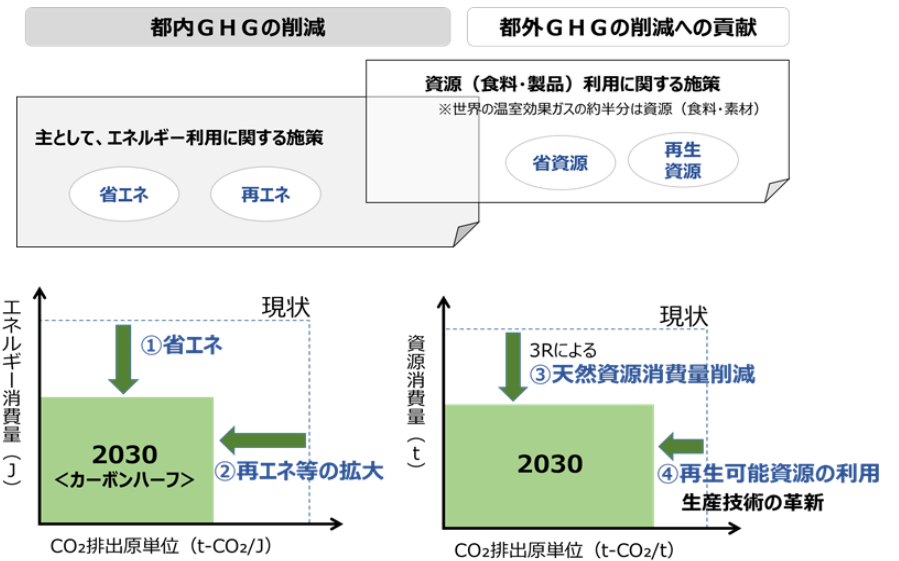 都内ＧＨＧの削減
都外ＧＨＧの削減への貢献
資源（食料・製品）利用に関する施策
※世界の温室効果ガスの約半分は資源（食料・素材）
主として、エネルギー利用に関する施策
省エネ
再エネ
省資源
再生
資源
エネルギー消費量（J）
現状
①省エネ
2030
＜カーボンハーフ＞
②再エネ等の拡大
CO₂排出原単位（t-CO₂/J）
資源消費量（t）
現状
3Rによる
③天然資源消費量削減
2030
④再生可能資源の利用
生産技術の革新
CO₂排出原単位（t-CO₂/t）